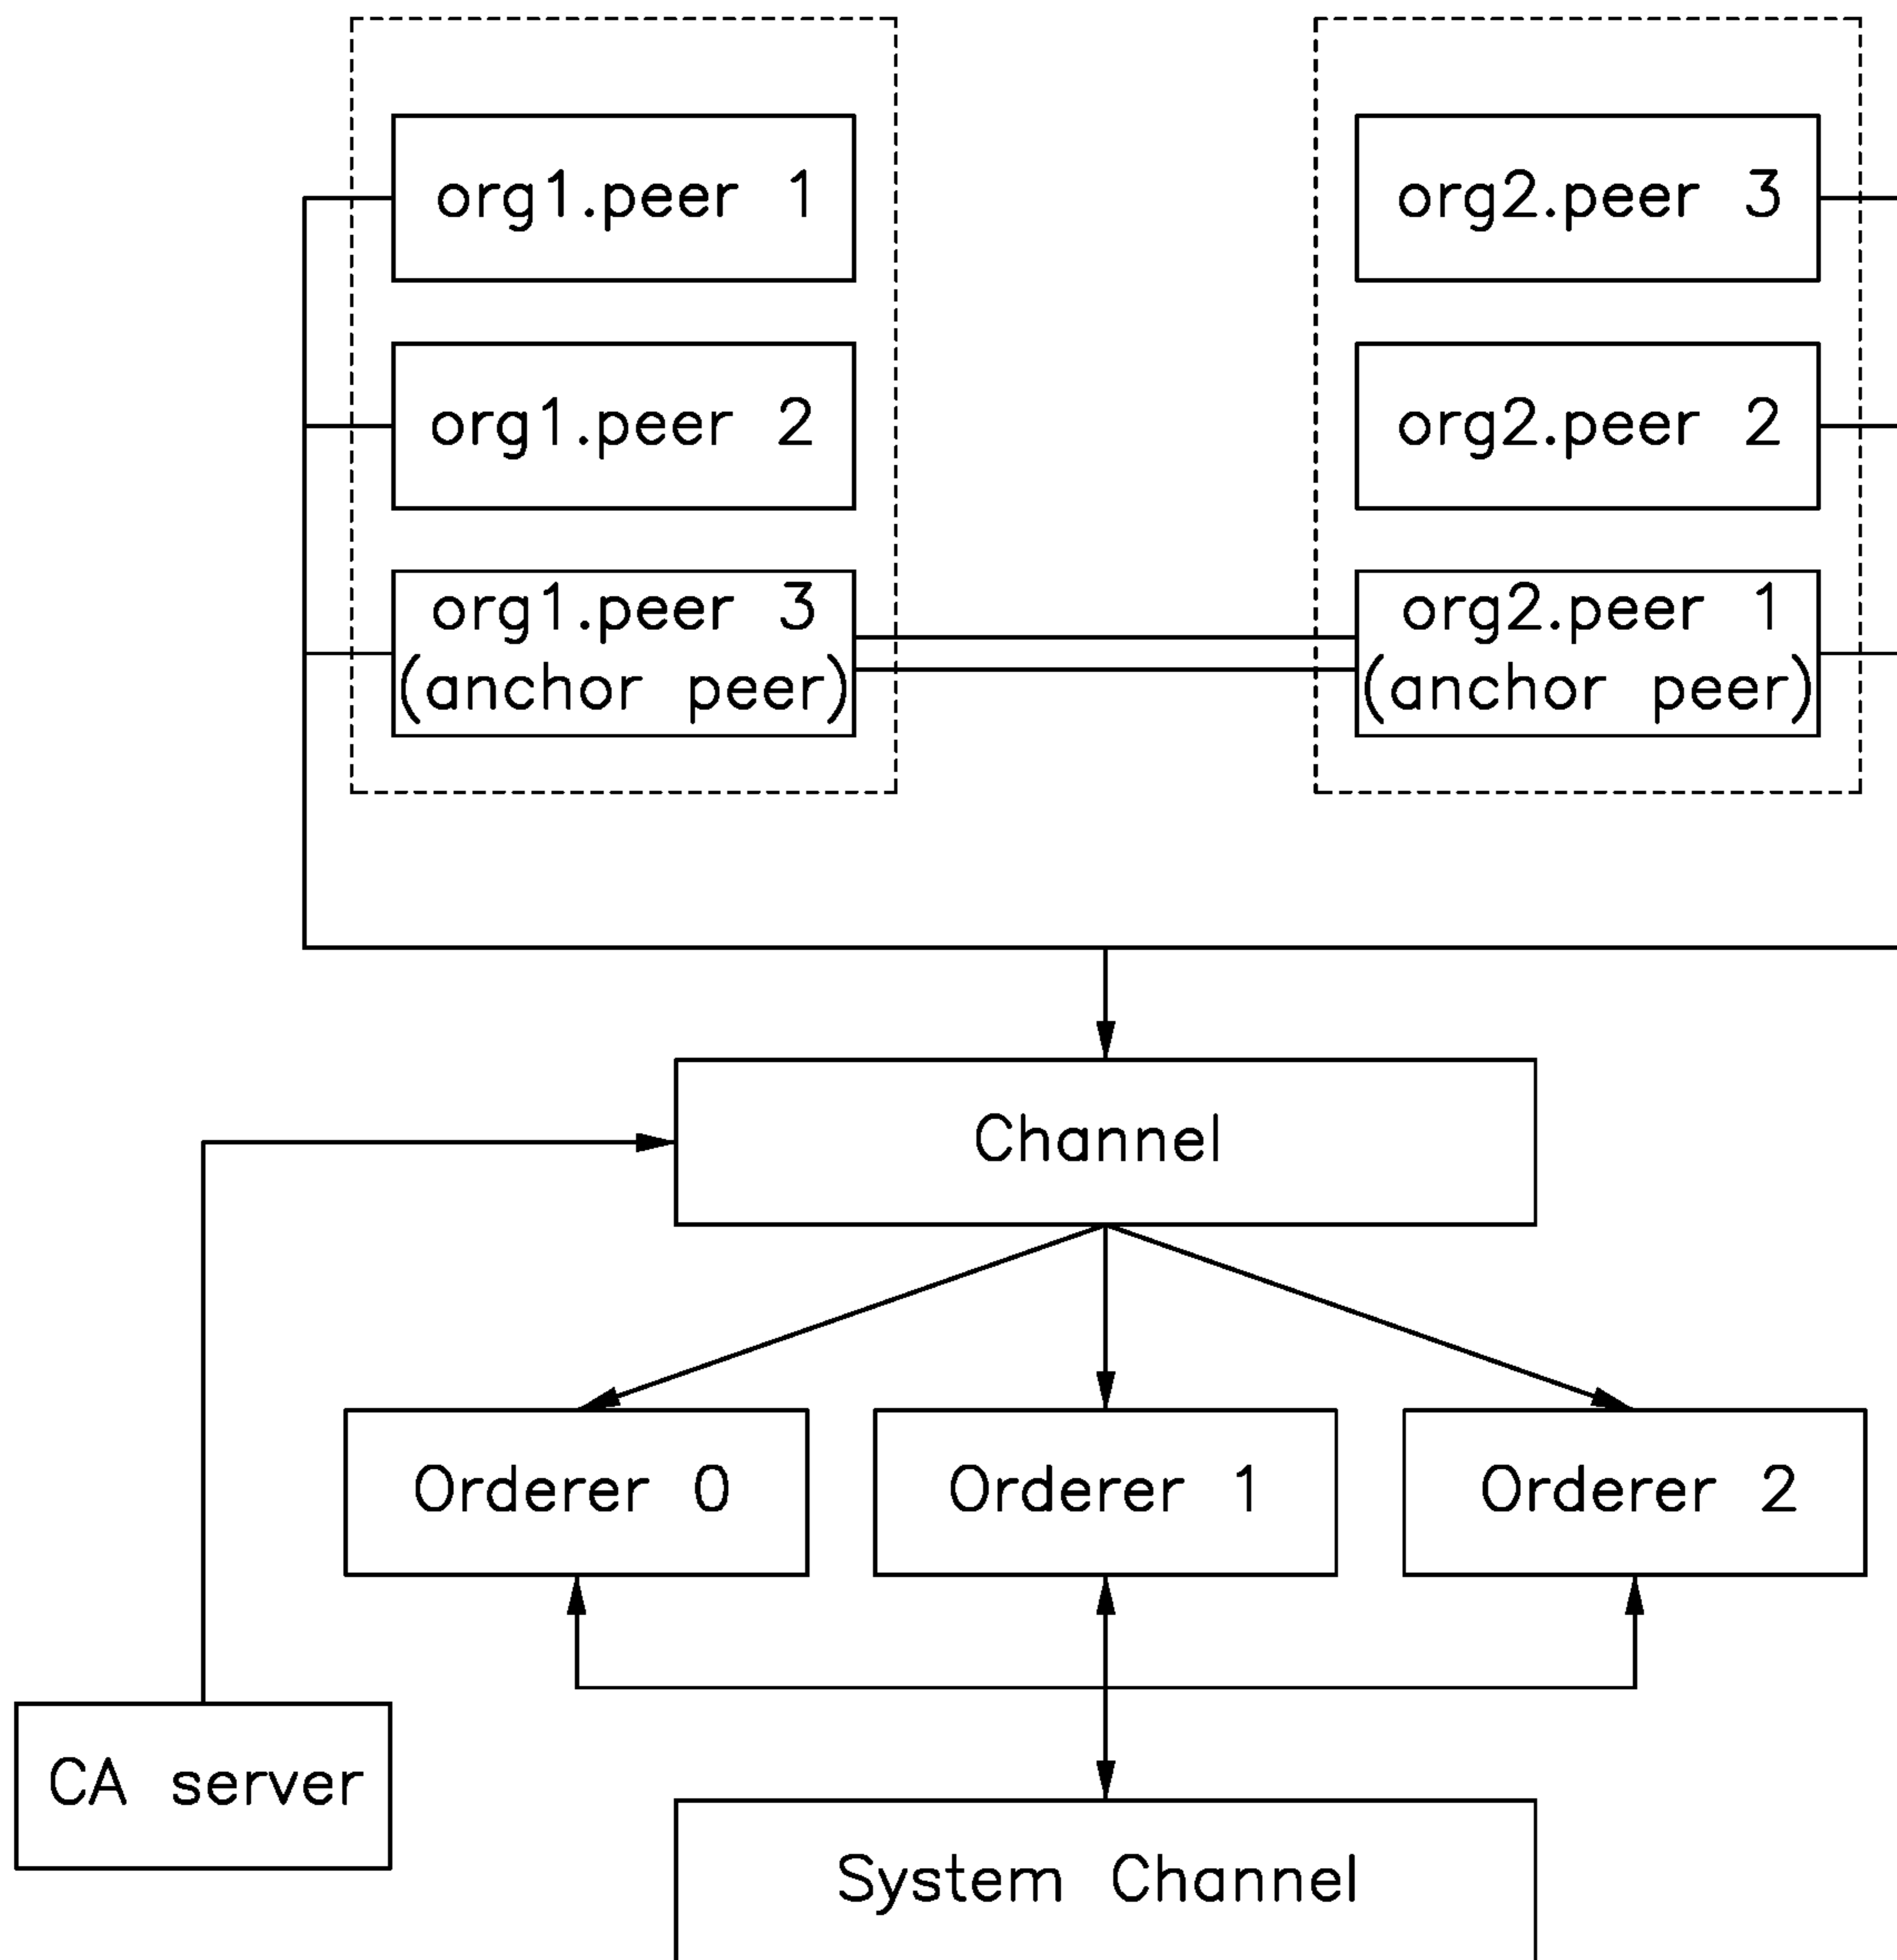 org1.peer 1
org2.peer 3
org1.peer 2
org2.peer 2
org1.peer 3
(anchor peer)
org2.peer 1
(anchor peer)
Channel
Orderer 0
Orderer 1
Orderer 2
CA server
System Channel